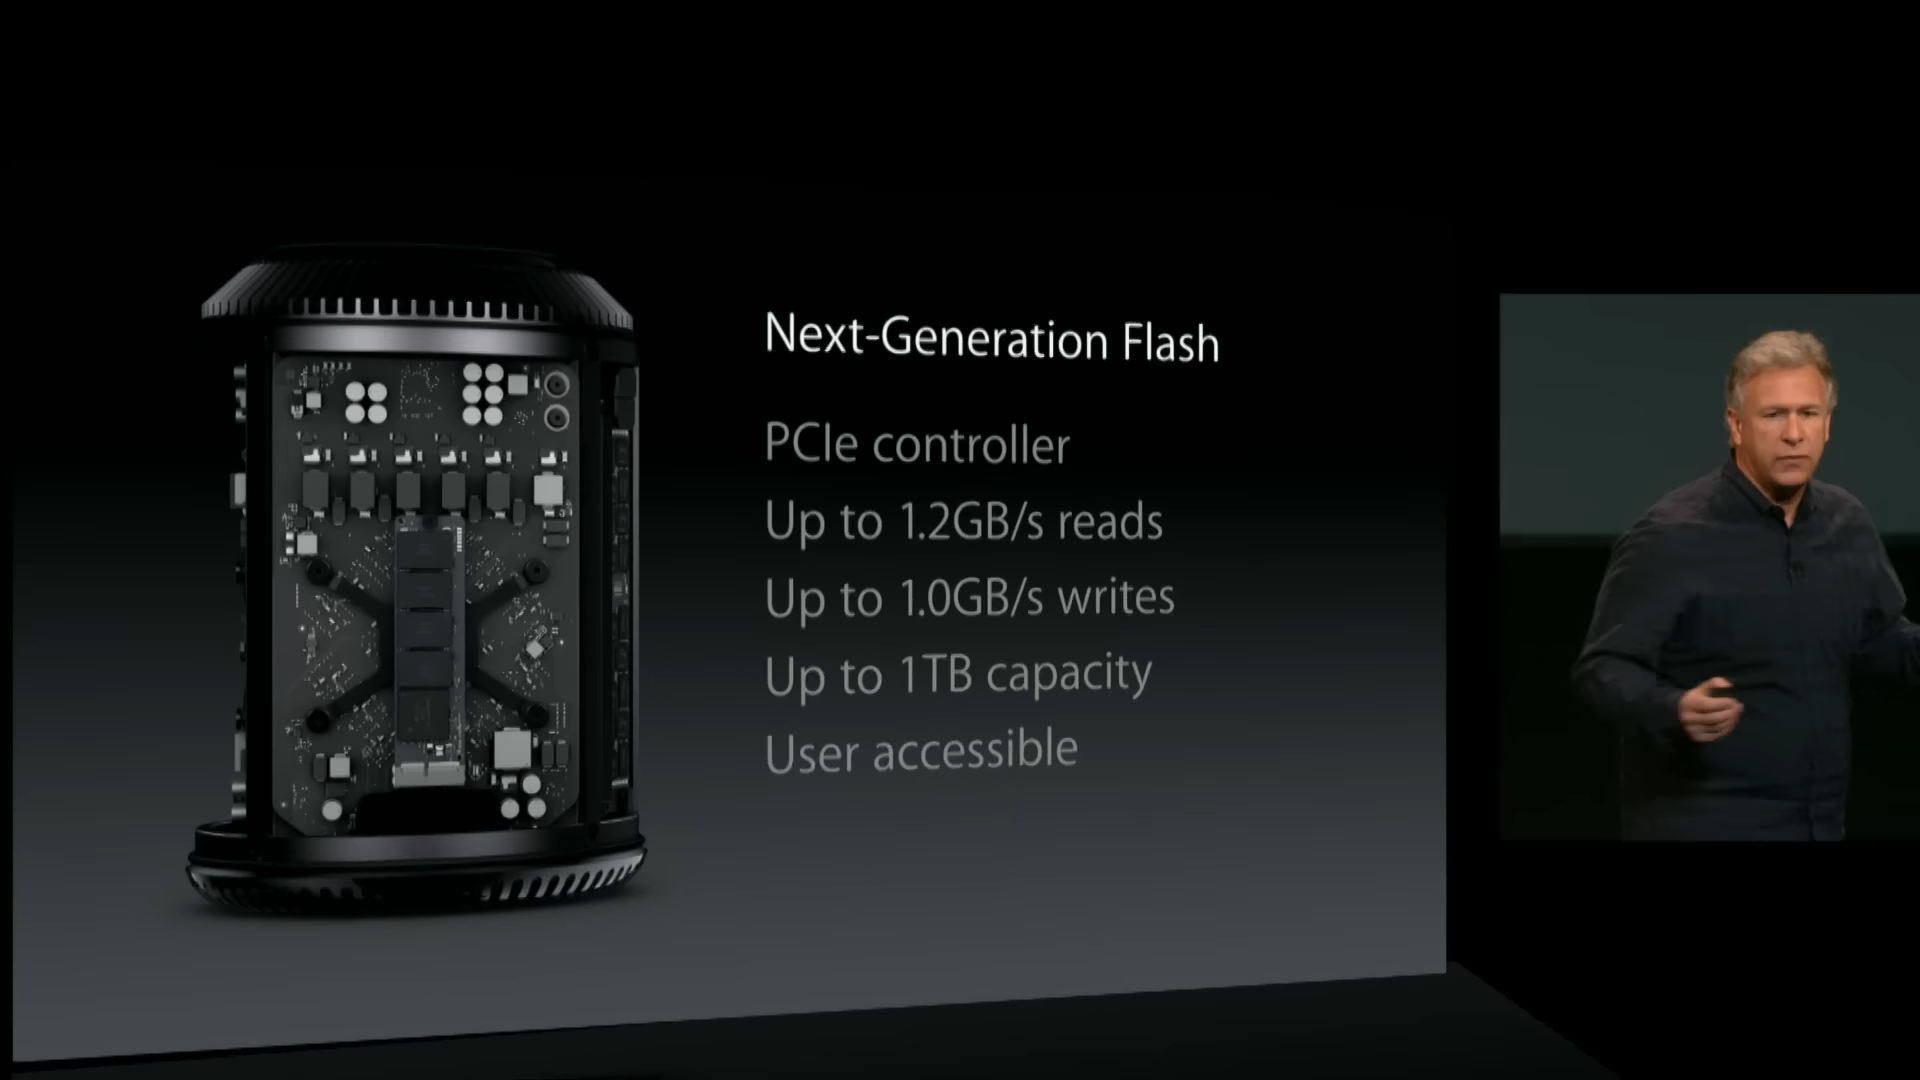 Next-Generation Flash
PCIe controller
Up to 1.2GB/s reads
Up to 1.0GB/s writes
Up to 1TB capacity
User accessible